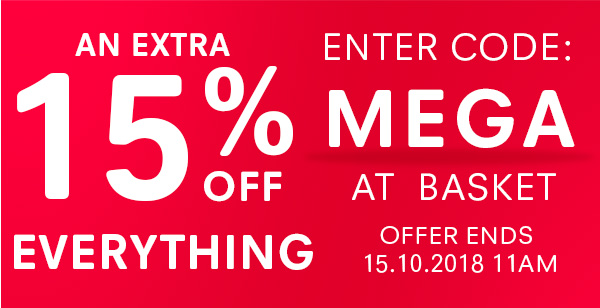 AN EXTRA
15%
OFF
EVERYTHING
ENTER CODE:
MEGA
AT BASKET
OFFER ENDS
15.10.2018 11AM